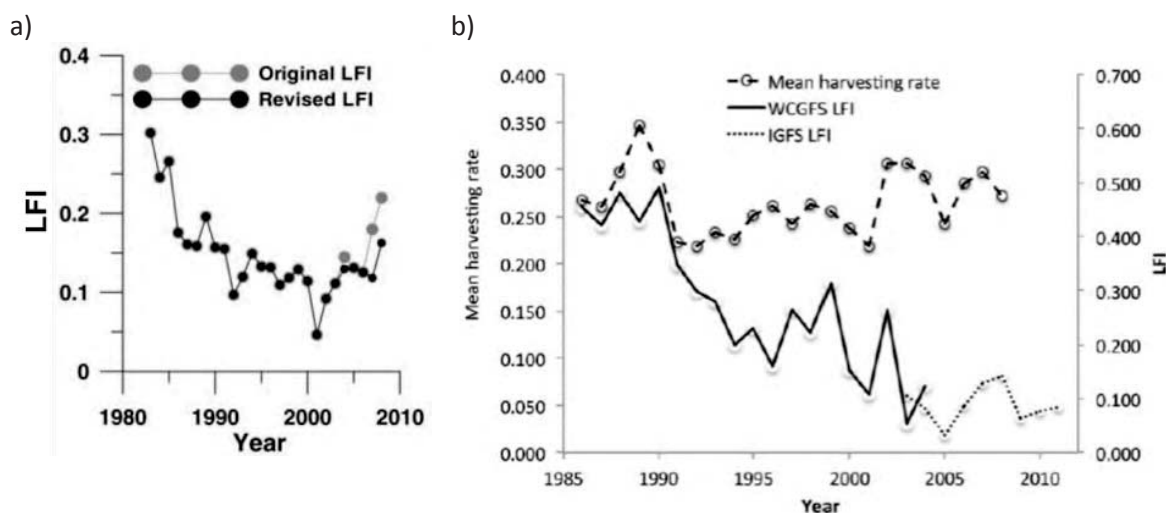 a)
0.4
0.3
0.2
0.1
0
LFI
Original LFI
Revised LFI
1980
1990
2000
2010
Year
b)
0.400
0.350
0.300
0.250
0.200
0.150
0.100
0.050
0.000
Mean harvesting rate
Mean harvesting rate
WCGFS LFI
IGFS LFI
0.700
0.600
0.500
0.400
0.300
0.200
0.100
0.000
LFI
1985
1990
1995
2000
2005
2010
Year